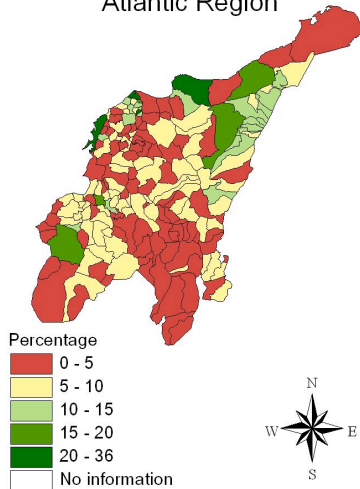 Atlantic Region
Percentage
0 - 5
5 - 10
10 - 15
15 - 20
20 - 36
No information
N
W E
S